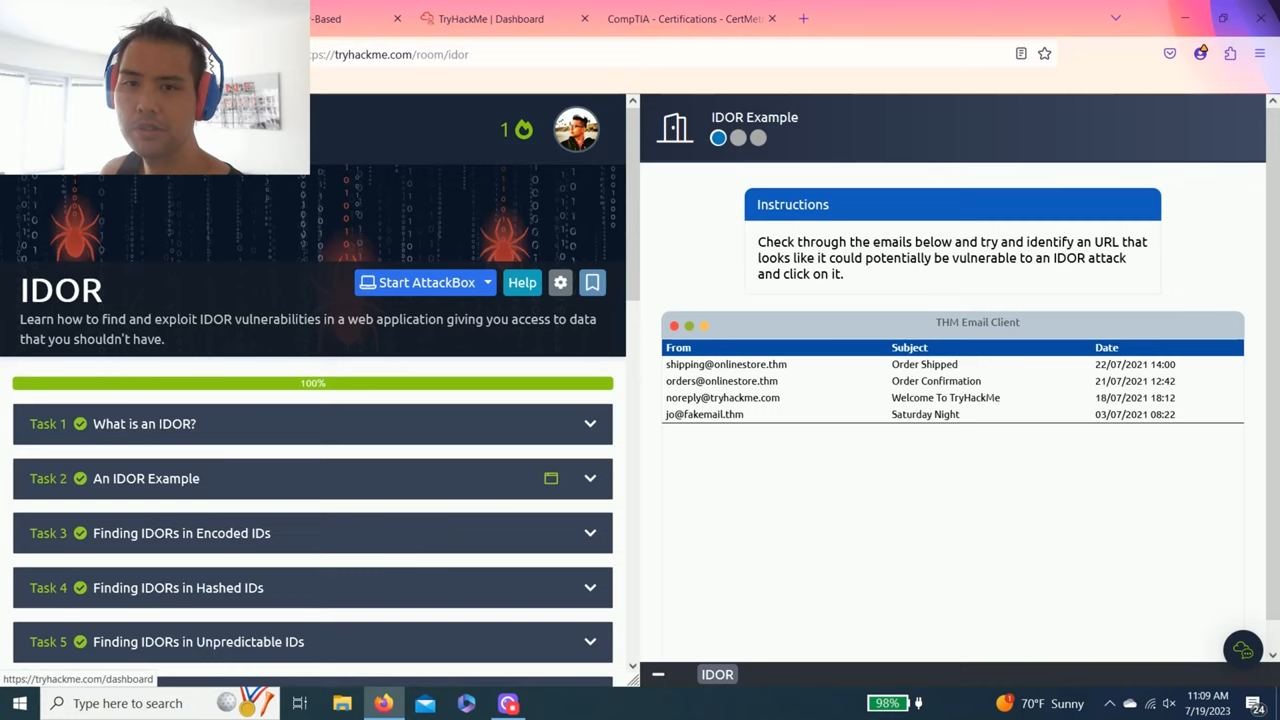 -Based
TryHackMe | Dashboard
CompTIA - Certifications - CertMet
ps://tryhackme.com/room/idor
1
IDOR
Start AttackBox
Help
Learn how to find and exploit IDOR vulnerabilities in a web application giving you access to data
that you shouldn't have.
100%
Task 1 What is an IDOR?
Task 2 An IDOR Example
Task 3 Finding IDORs in Encoded IDs
Task 4 Finding IDORs in Hashed IDs
Task 5 Finding IDORs in Unpredictable IDs
https://tryhackme.com/dashboard
IDOR Example
Instructions
Check through the emails below and try and identify an URL that
looks like it could potentially be vulnerable to an IDOR attack
and click on it.
THM Email Client
From Subject Date
shipping@onlinestore.thm Order Shipped 22/07/2021 14:00
orders@onlinestore.thm Order Confirmation 21/07/2021 12:42
noreply@tryhackme.com Welcome To TryHackMe 18/07/2021 18:12
jo@fakemail.thm Saturday Night 03/07/2021 08:22
IDOR
Type here to search
98%
1
70°F Sunny
11:09 AM
7/19/2023
24